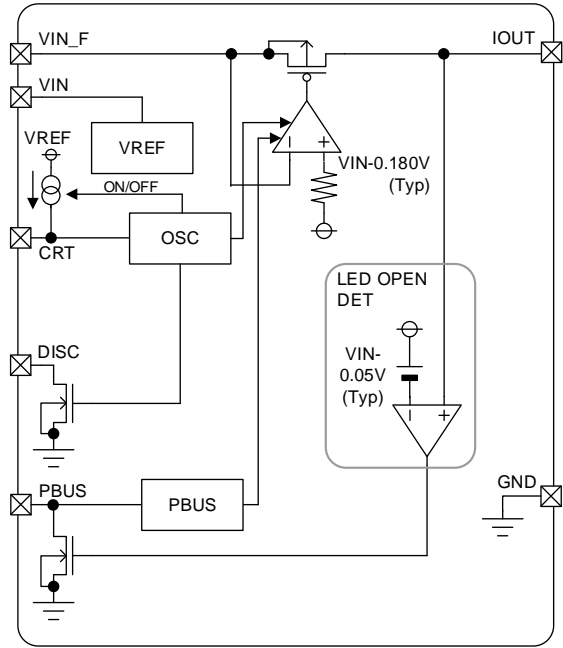 VIN_F
IOUT
VIN
VREF
VREF
VIN-0.180V
(Typ)
ON/OFF
OSC
CRT
LED OPEN
DET
DISC
VIN-
0.05V
(Typ)
PBUS
PBUS
GND